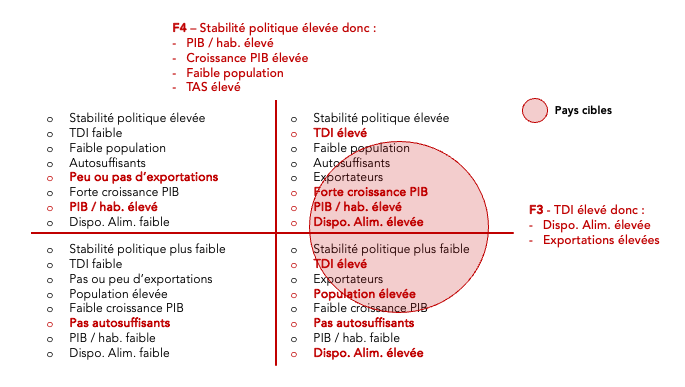 F4 – Stabilité politique élevée donc :
- PIB / hab. élevé
- Croissance PIB élevée
- Faible population
- TAS élevé
Pays cibles
o Stabilité politique élevée
o TDI faible
o Faible population
o Autosuffisants
o Peu ou pas d'exportations
o Forte croissance PIB
o PIB / hab. élevé
o Dispo. Alim. faible
o Stabilité politique élevée
o TDI élevé
o Faible population
o Autosuffisants
o Exportateurs
o Forte croissance PIB
o PIB / hab. élevé
o Dispo. Alim. élevée
F3 - TDI élevé donc :
- Dispo. Alim. élevée
- Exportations élevées
o Stabilité politique plus faible
o TDI faible
o Pas ou peu d'exportations
o Population élevée
o Faible croissance PIB
o Pas autosuffisants
o PIB / hab. faible
o Dispo. Alim. faible
o Stabilité politique plus faible
o TDI élevé
o Exportateurs
o Population élevée
o Faible croissance PIB
o Pas autosuffisants
o PIB / hab. faible
o Dispo. Alim. élevée